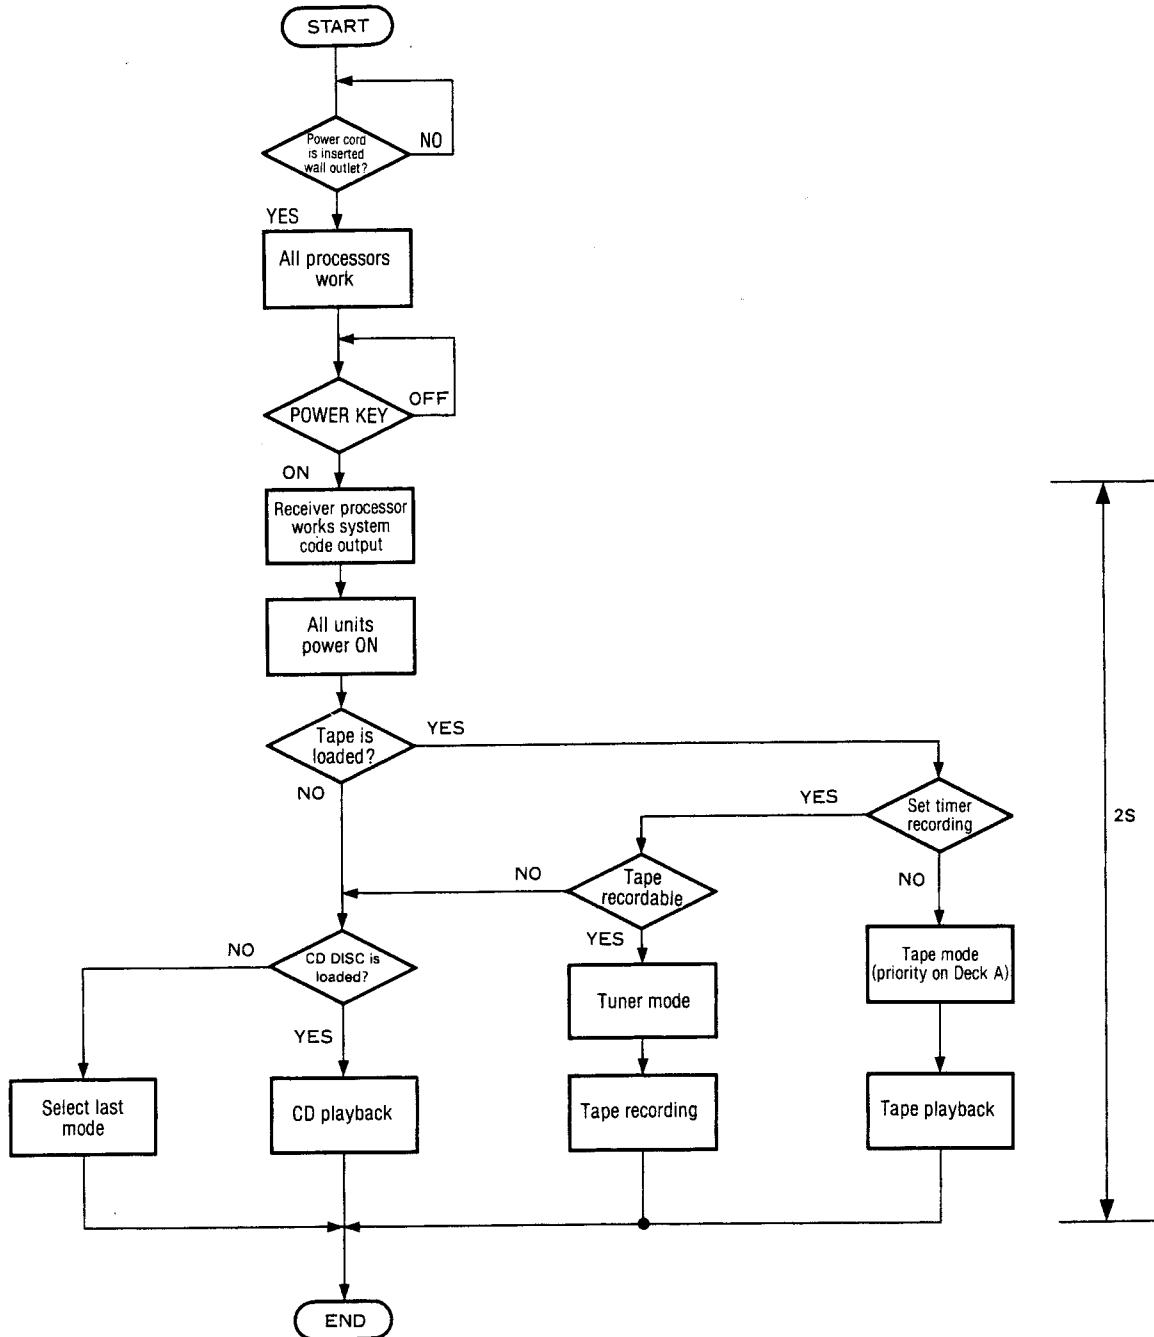 START
Power cord
is inserted
wall outlet?
NO
YES
All processors
work
POWER KEY
OFF
ON
Receiver processor
works system
code output
All units
power ON
Tape is
loaded?
YES
NO
Set timer
recording
YES
NO
2S
Tape
recordable
NO
YES
Tape mode
(priority on Deck A)
CD DISC is
loaded?
NO
YES
Tuner mode
Select last
mode
CD playback
Tape recording
Tape playback
END